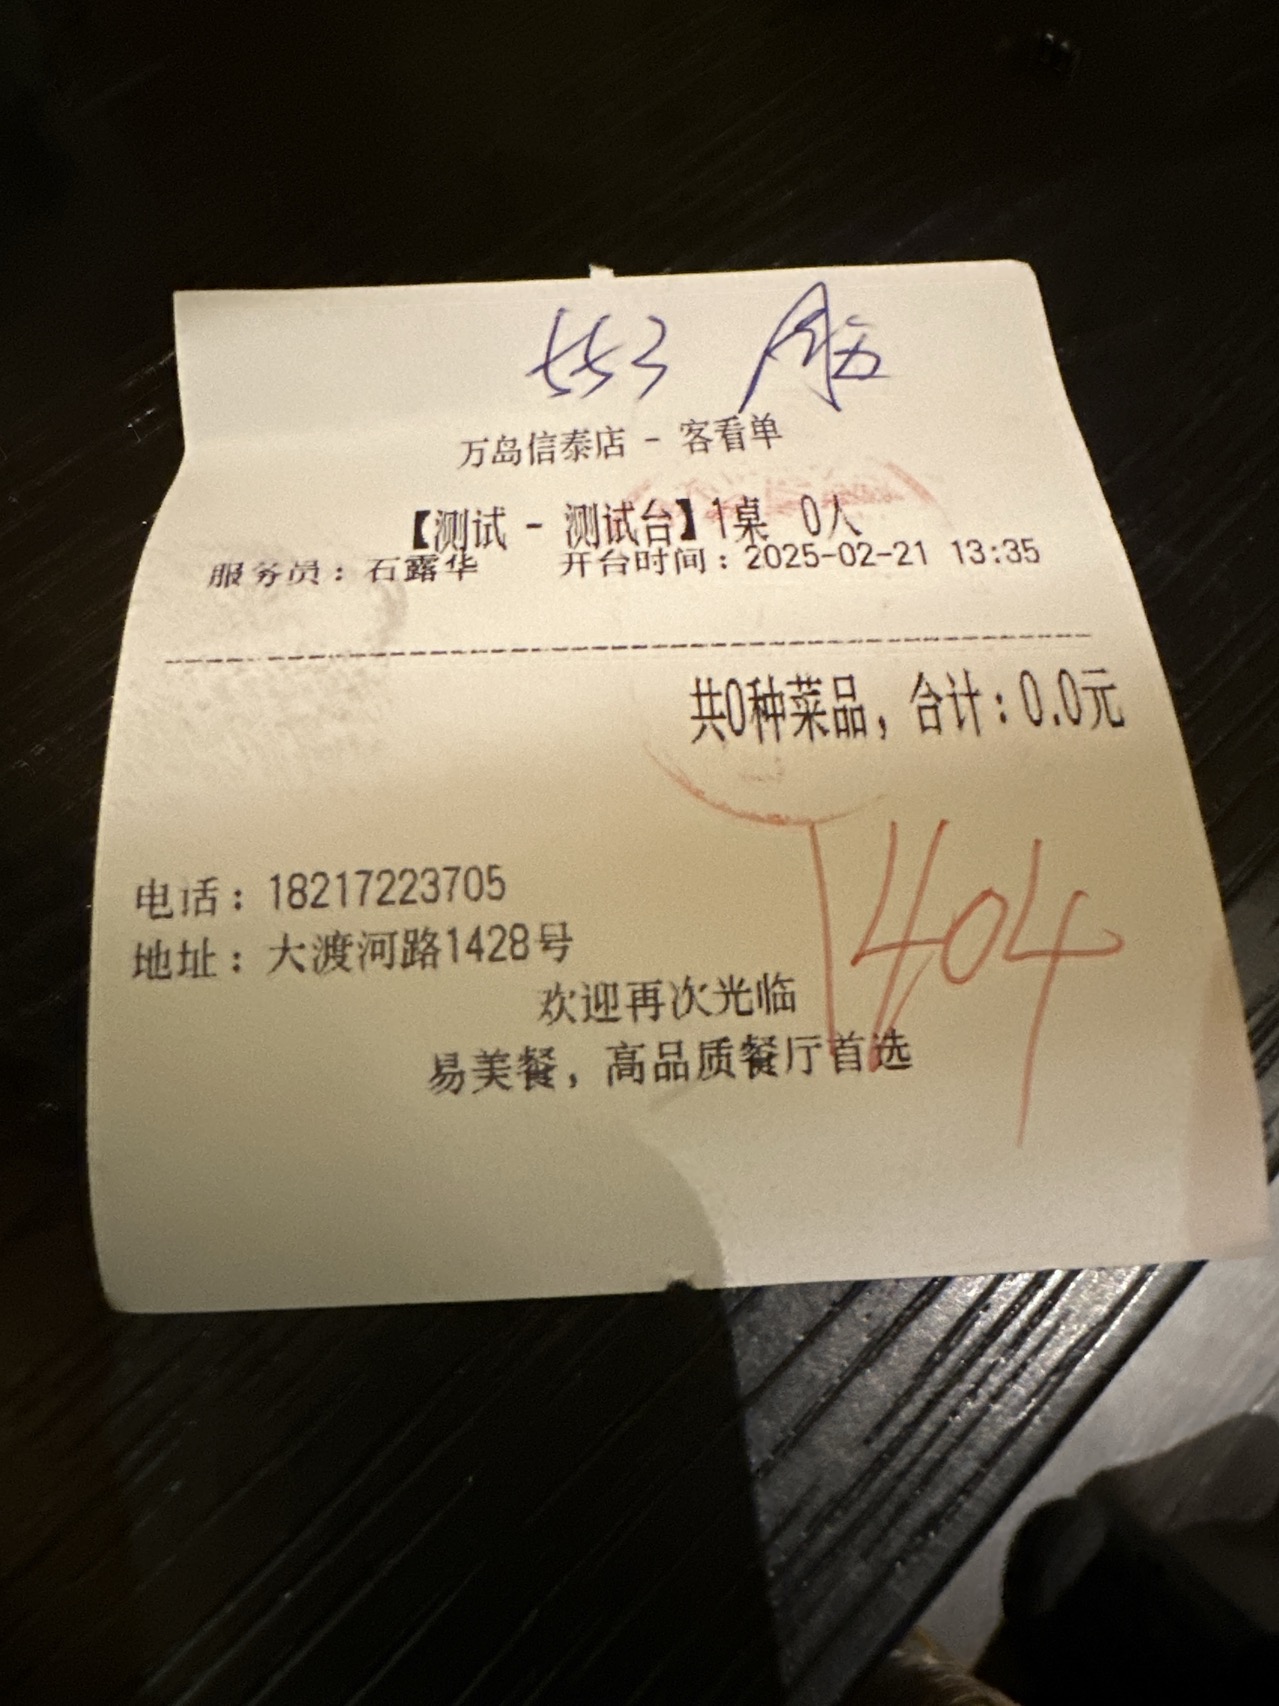 万岛信泰店 - 客看单
【测试 - 测试台】1桌 0人
服务员：石露华 开台时间：2025-02-21 13:35
共0种菜品，合计：0.0元
1404
电话：18217223705
地址：大渡河路1428号
欢迎再次光临
易美餐，高品质餐厅首选